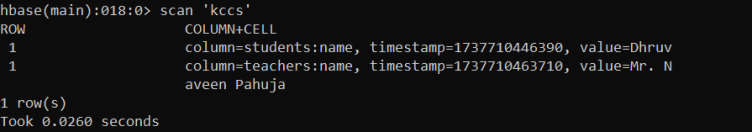 hbase(main):018:0> scan 'kccs'
ROW COLUMN+CELL
1 column=students:name, timestamp=1737710446390, value=Dhruv
1 column=teachers:name, timestamp=1737710463710, value=Mr. N
aveen Pahuja
1 row(s)
Took 0.0260 seconds